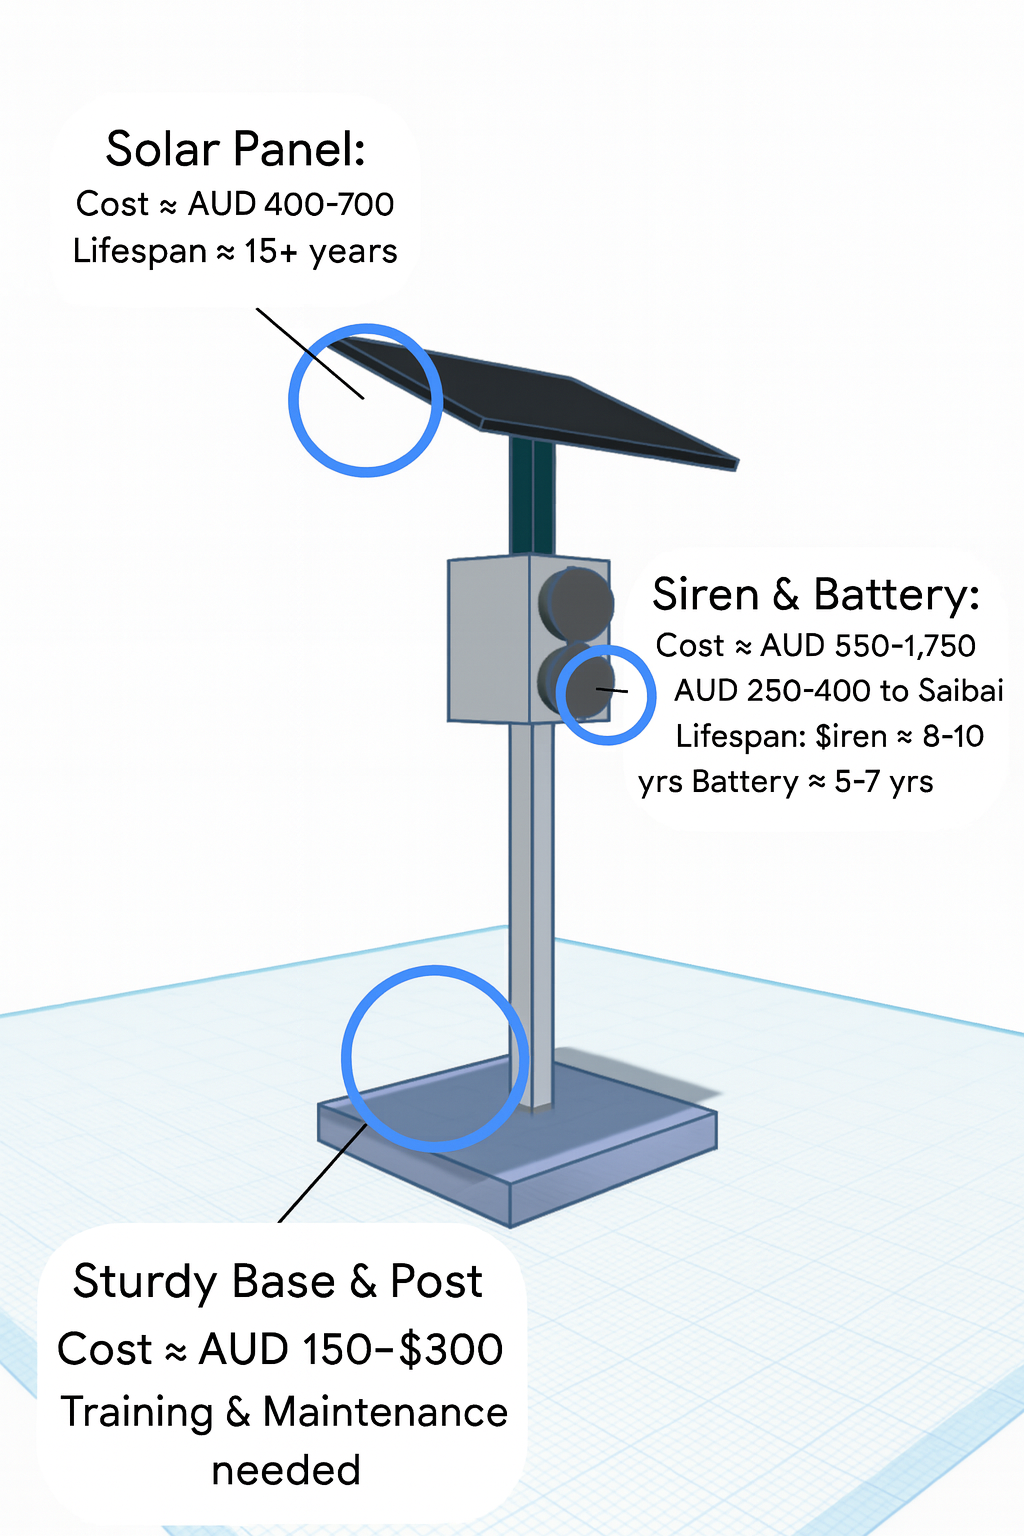 Solar Panel:
Cost ≈ AUD 400-700
Lifespan ≈ 15+ years
Siren & Battery:
Cost ≈ AUD 550-1,750
AUD 250-400 to Saibai
Lifespan: $iren ≈ 8-10
yrs Battery ≈ 5-7 yrs
Sturdy Base & Post
Cost ≈ AUD 150-$300
Training & Maintenance
needed